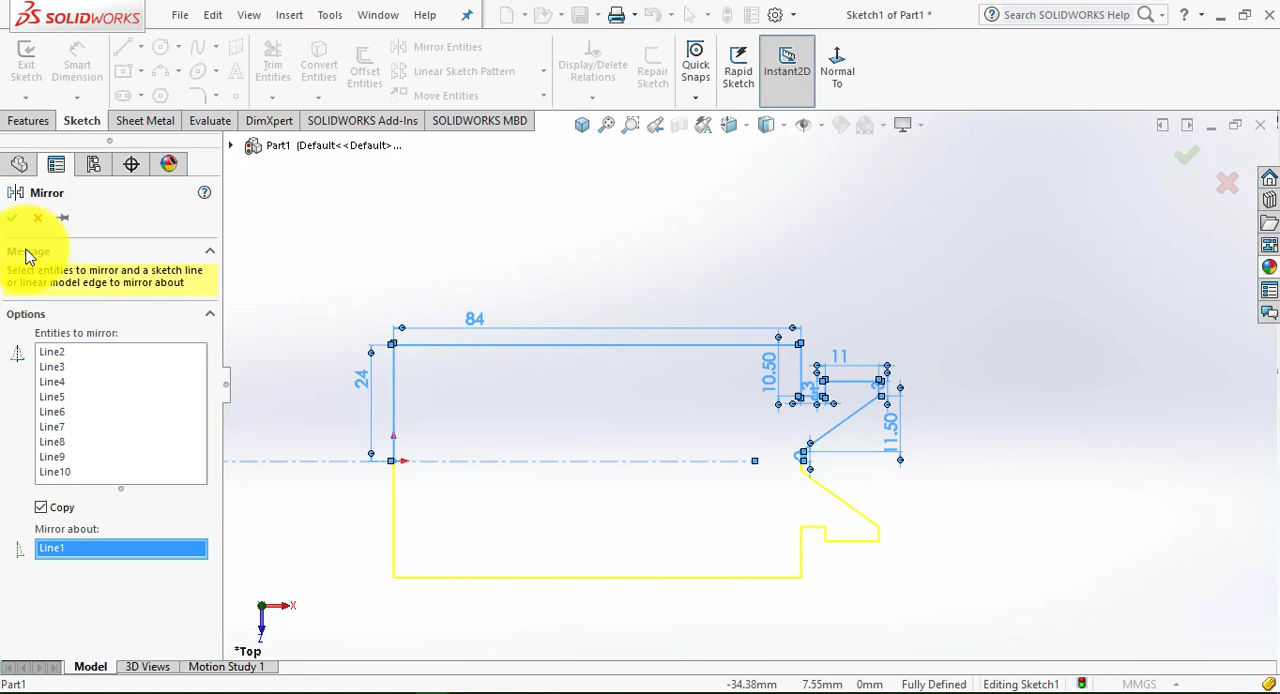 SOLIDWORKS File Edit View Insert Tools Window Help Sketch1 of Part1 * Search SOLIDWORKS Help ?
Exit Sketch Smart Dimension Trim Entities Convert Entities Offset Entities Mirror Entities Linear Sketch Pattern Move Entities Display/Delete Relations Repair Sketch Quick Snaps Rapid Sketch Instant2D Normal To
Features Sketch Sheet Metal Evaluate DimXpert SOLIDWORKS Add-Ins SOLIDWORKS MBD
Part1 (Default<<Default>...
Mirror
Message
Select entities to mirror and a sketch line
or linear model edge to mirror about
Options
Entities to mirror:
Line2
Line3
Line4
Line5
Line6
Line7
Line8
Line9
Line10
Copy
Mirror about:
Line1
84
24
10.50
11
11.50
X
Z
*Top
Model 3D Views Motion Study 1
Part1 -34.38mm 7.55mm 0mm Fully Defined Editing Sketch1 MMGS